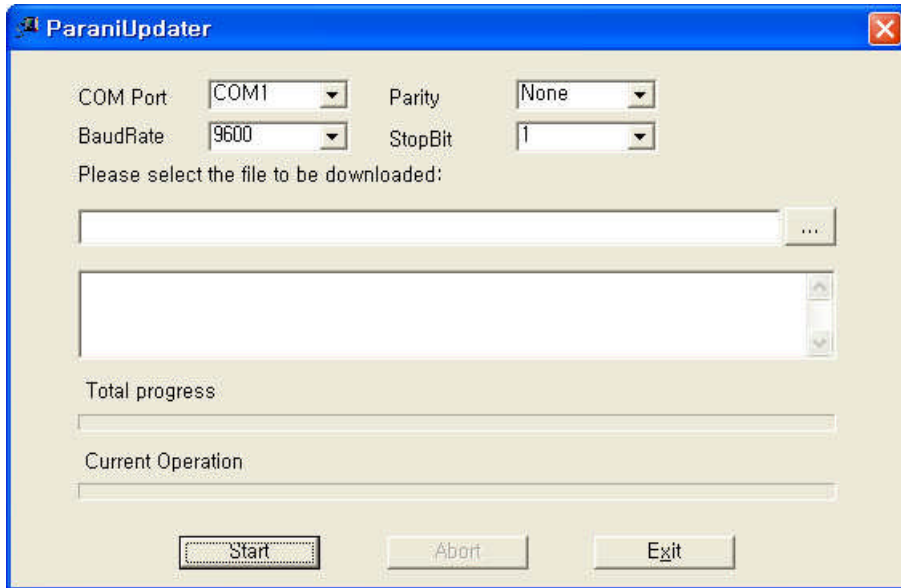 ParaniUpdater
COM Port COM1 Parity None
BaudRate 9600 StopBit 1
Please select the file to be downloaded:
...
Total progress
Current Operation
Start Abort Exit